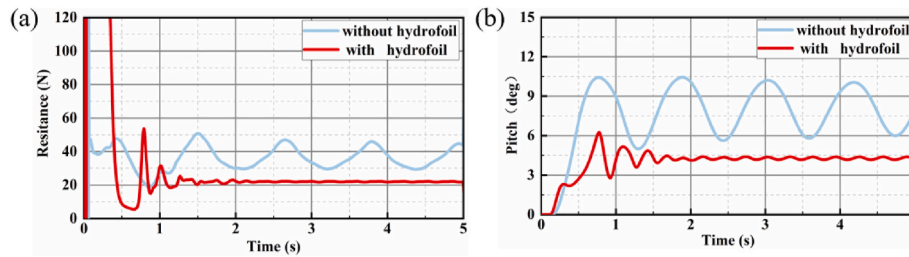 (a)
120
100
80
60
40
20
0
Resitance (N)
without hydrofoil
with hydrofoil
0 1 2 3 4 5
Time (s)
(b)
15
12
9
6
3
0
Pitch（deg）
without hydrofoil
with hydrofoil
0 1 2 3 4
Time (s)